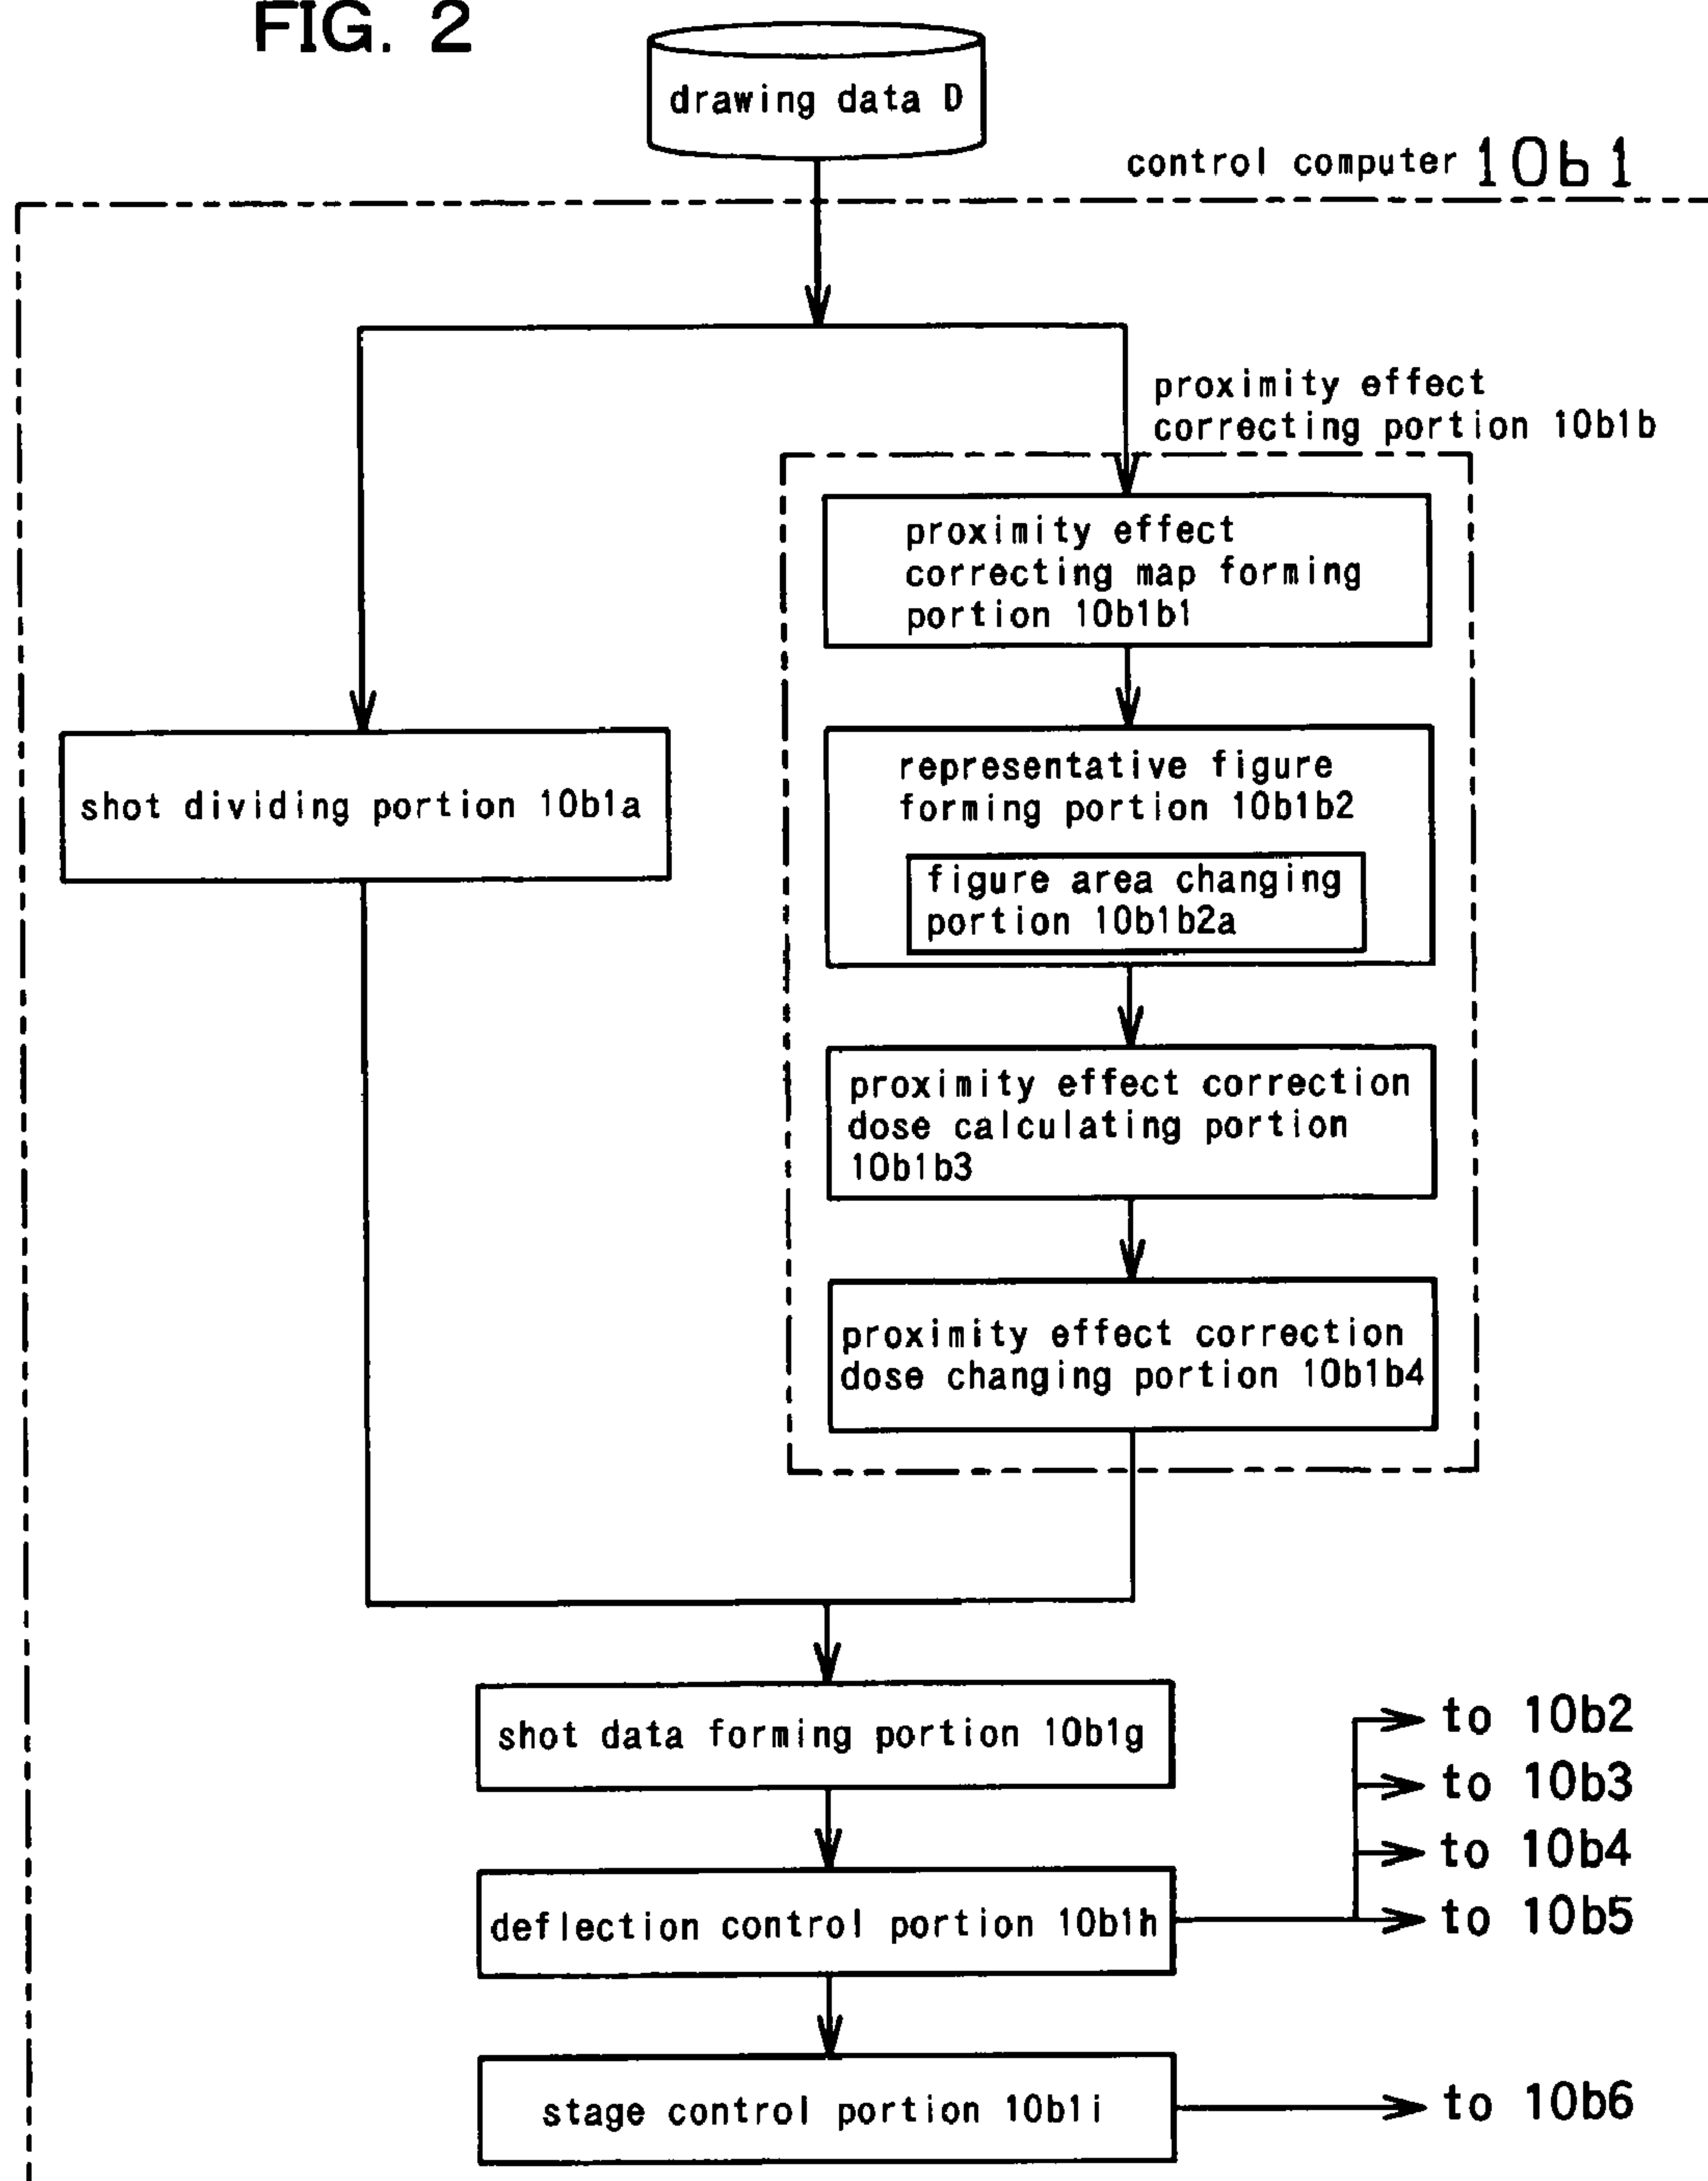 FIG. 2
drawing data D
control computer 10b1
proximity effect
correcting portion 10b1b
proximity effect
correcting map forming
portion 10b1b1
representative figure
forming portion 10b1b2
figure area changing
portion 10b1b2a
shot dividing portion 10b1a
proximity effect correction
dose calculating portion
10b1b3
proximity effect correction
dose changing portion 10b1b4
shot data forming portion 10b1g
to 10b2
to 10b3
to 10b4
deflection control portion 10b1h
to 10b5
stage control portion 10b1i
to 10b6